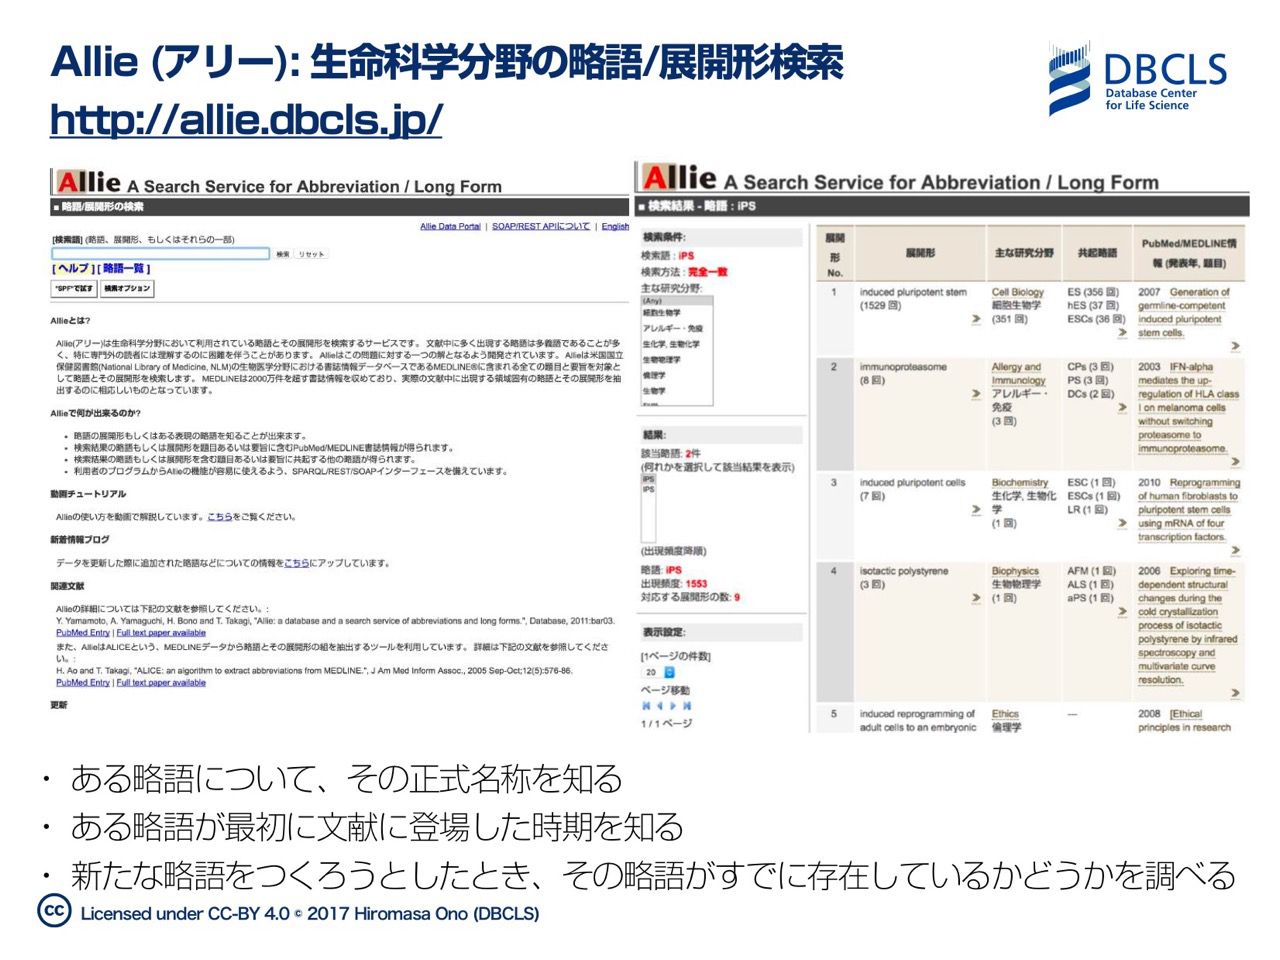 Allie (アリー): 生命科学分野の略語/展開形検索
http://allie.dbcls.jp/
DBCLS
Database Center
for Life Science
Allie A Search Service for Abbreviation / Long Form
■ 略語/展開形の検索
Allie Data Portal | SOAP/REST APIについて | English
[検索語] (略語、展開形、もしくはそれらの一部)
検索 リセット
[ ヘルプ ] [ 略語一覧 ]
"SPF"で試す 検索オプション
Allieとは?
Allie(アリー)は生命科学分野において利用されている略語とその展開形を検索するサービスです。 文献中に多く出現する略語は多義語であることが多
く、特に専門外の読者には理解するのに困難を伴うことがあります。 Allieはこの問題に対する一つの解となるよう開発されています。 Allieは米国国立
保健図書館(National Library of Medicine, NLM)の生物医学分野における書誌情報データベースであるMEDLINE®に含まれる全ての題目と要旨を対象と
して略語とその展開形を検索します。 MEDLINEは2000万件を超す書誌情報を収めており、実際の文献中に出現する領域固有の略語とその展開形を抽
出するのに相応しいものとなっています。
Allieで何が出来るのか?
• 略語の展開形もしくはある表現の略語を知ることが出来ます。
• 検索結果の略語もしくは展開形を題目あるいは要旨に含むPubMed/MEDLINE書誌情報が得られます。
• 検索結果の略語もしくは展開形を含む題目あるいは要旨に共起する他の略語が得られます。
• 利用者のプログラムからAllieの機能が容易に使えるよう、SPARQL/REST/SOAPインターフェースを備えています。
動画チュートリアル
Allieの使い方を動画で解説しています。こちらをご覧ください。
新着情報ブログ
データを更新した際に追加された略語などについての情報をこちらにアップしています。
関連文献
Allieの詳細については下記の文献を参照してください。:
Y. Yamamoto, A. Yamaguchi, H. Bono and T. Takagi, "Allie: a database and a search service of abbreviations and long forms.", Database, 2011:bar03.
PubMed Entry | Full text paper available
また、AllieはALICEという、MEDLINEデータから略語とその展開形の組を抽出するツールを利用しています。 詳細は下記の文献を参照してくださ
い。:
H. Ao and T. Takagi, "ALICE: an algorithm to extract abbreviations from MEDLINE.", J Am Med Inform Assoc., 2005 Sep-Oct;12(5):576-86.
PubMed Entry | Full text paper available
更新
Allie A Search Service for Abbreviation / Long Form
■ 検索結果 - 略語 : iPS
検索条件:
検索語 : iPS
検索方法 : 完全一致
主な研究分野:
(Any)
細胞生物学
アレルギー・免疫
生化学, 生物化学
生物物理学
倫理学
生物学
結果:
該当略語: 2件
(何れかを選択して該当結果を表示)
iPS
IPS
(出現頻度降順)
略語: iPS
出現頻度: 1553
対応する展開形の数: 9
表示設定:
[1ページの件数]
20
ページ移動
1 / 1 ページ
展開形No. 展開形 主な研究分野 共起略語 PubMed/MEDLINE情報 (発表年, 題目)
1 induced pluripotent stem
(1529 回)
Cell Biology
細胞生物学
(351 回)
ES (356 回)
hES (37 回)
ESCs (36 回)
2007 Generation of
germline-competent
induced pluripotent
stem cells.
2 immunoproteasome
(8 回)
Allergy and
Immunology
アレルギー・
免疫
(3 回)
CPs (3 回)
PS (3 回)
DCs (2 回)
2003 IFN-alpha
mediates the up-
regulation of HLA class
I on melanoma cells
without switching
proteasome to
immunoproteasome.
3 induced pluripotent cells
(7 回)
Biochemistry
生化学, 生物化
学
(1 回)
ESC (1 回)
ESCs (1 回)
LR (1 回)
2010 Reprogramming
of human fibroblasts to
pluripotent stem cells
using mRNA of four
transcription factors.
4 isotactic polystyrene
(3 回)
Biophysics
生物物理学
(1 回)
AFM (1 回)
ALS (1 回)
aPS (1 回)
2006 Exploring time-
dependent structural
changes during the
cold crystallization
process of isotactic
polystyrene by infrared
spectroscopy and
multivariate curve
resolution.
5 induced reprogramming of
adult cells to an embryonic
Ethics
倫理学
—
2008 [Ethical
principles in research
・ ある略語について、その正式名称を知る
・ ある略語が最初に文献に登場した時期を知る
・ 新たな略語をつくろうとしたとき、その略語がすでに存在しているかどうかを調べる
cc Licensed under CC-BY 4.0 © 2017 Hiromasa Ono (DBCLS)